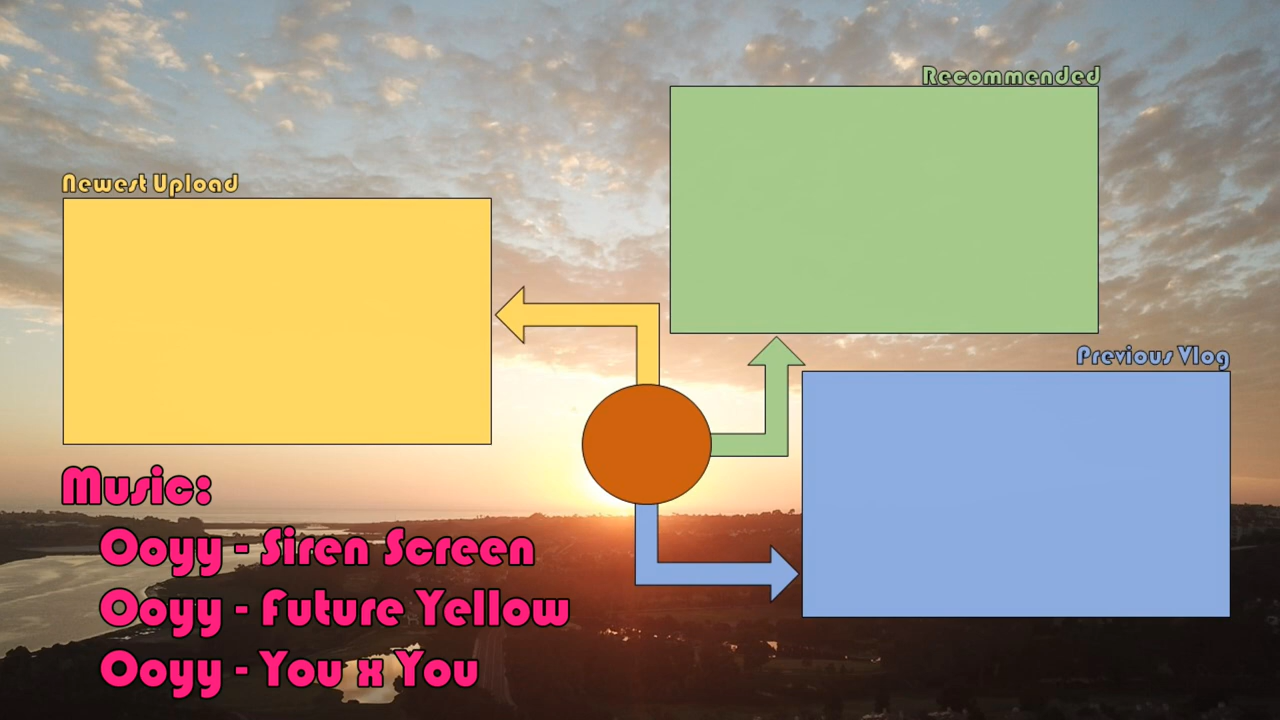 Recommended
Newest Upload
Previous Vlog
Music:
Ooyy - Siren Screen
Ooyy - Future Yellow
Ooyy - You x You